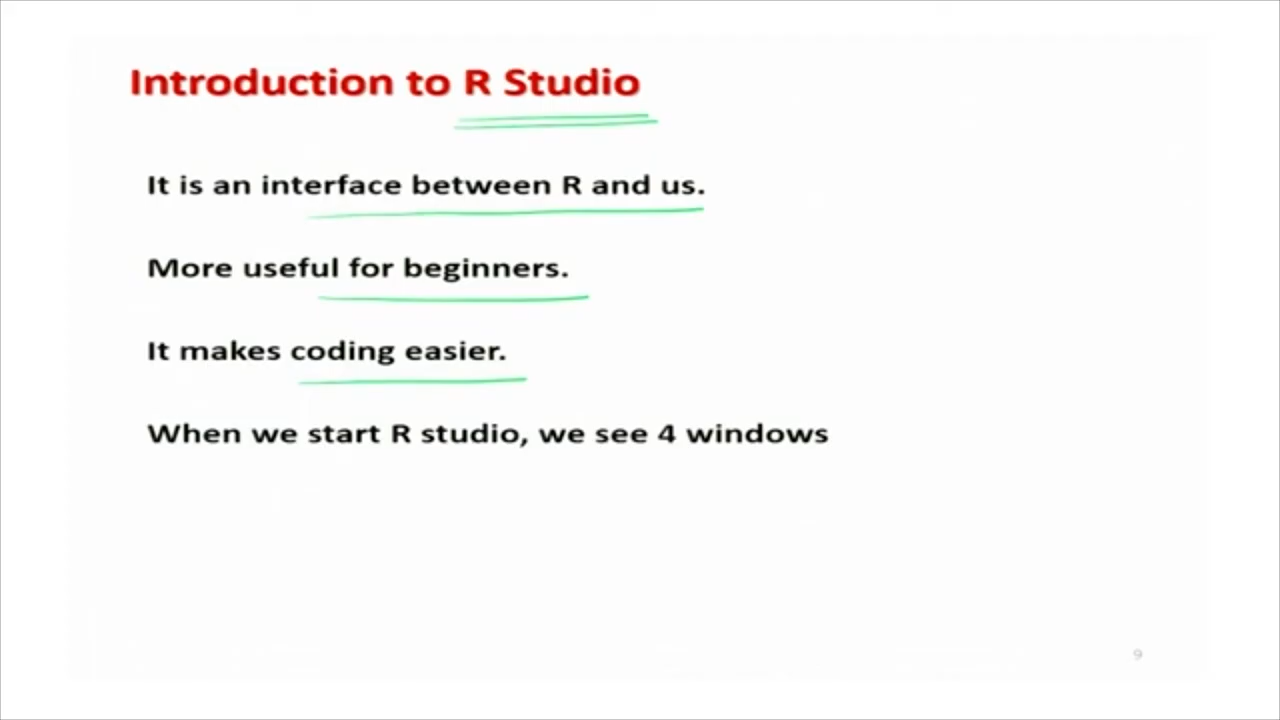 Introduction to R Studio
It is an interface between R and us.
More useful for beginners.
It makes coding easier.
When we start R studio, we see 4 windows
9